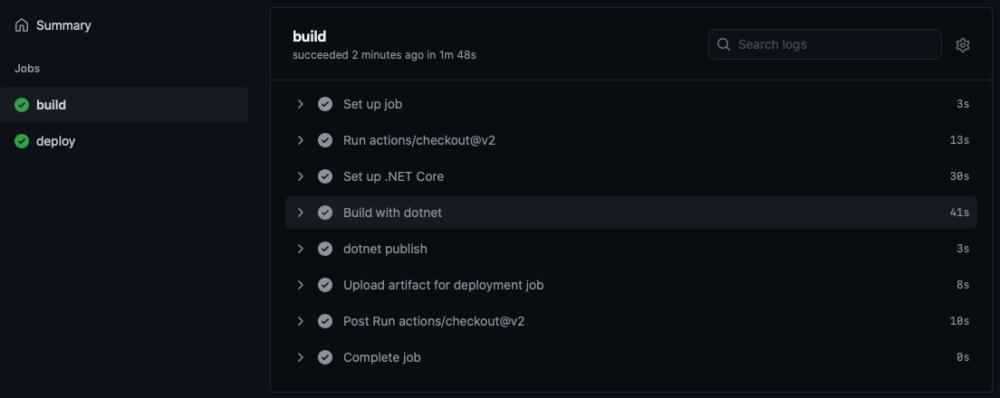 Summary
Jobs
build
deploy
build
succeeded 2 minutes ago in 1m 48s
Search logs
Set up job 3s
Run actions/checkout@v2 13s
Set up .NET Core 30s
Build with dotnet 41s
dotnet publish 3s
Upload artifact for deployment job 8s
Post Run actions/checkout@v2 10s
Complete job 0s